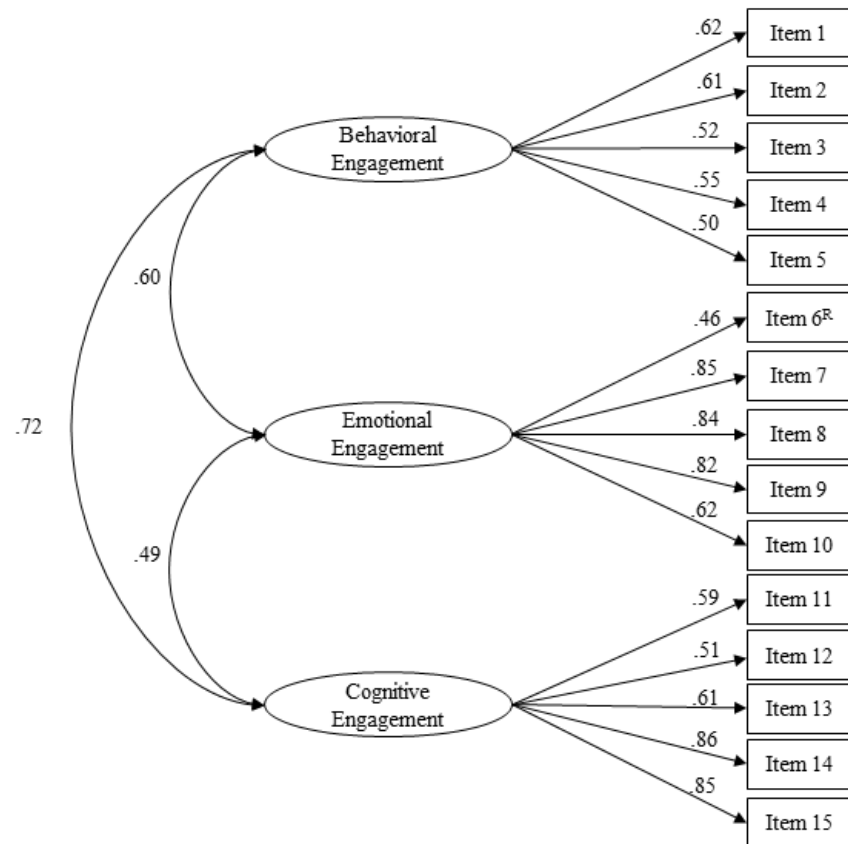 .62
Item 1
.61
Item 2
Behavioral
Engagement
.52
Item 3
.55
Item 4
.50
Item 5
.60
.46
Item 6ᴿ
.85
Item 7
.72
Emotional
Engagement
.84
Item 8
.82
Item 9
.62
Item 10
.49
.59
Item 11
.51
Item 12
Cognitive
Engagement
.61
Item 13
.86
Item 14
.85
Item 15